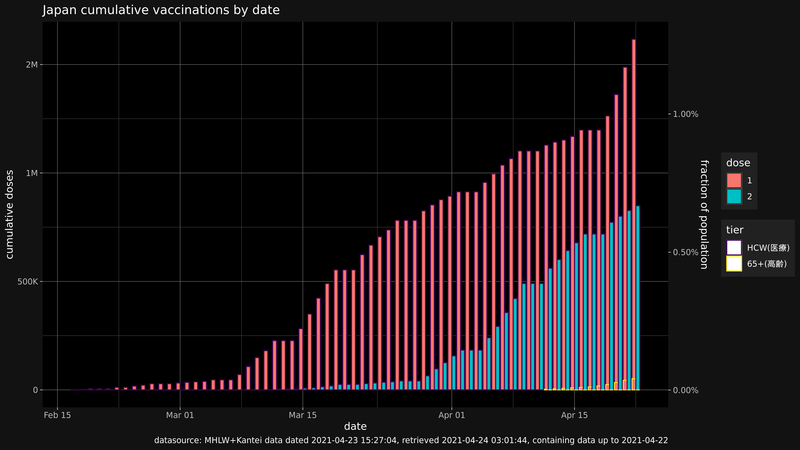 Japan cumulative vaccinations by date
2M
1M
500K
0
cumulative doses
1.00%
0.50%
0.00%
fraction of population
Feb 15
Mar 01
Mar 15
Apr 01
Apr 15
date
dose
1
2
tier
HCW(医療)
65+(高齢)
datasource: MHLW+Kantei data dated 2021-04-23 15:27:04, retrieved 2021-04-24 03:01:44, containing data up to 2021-04-22